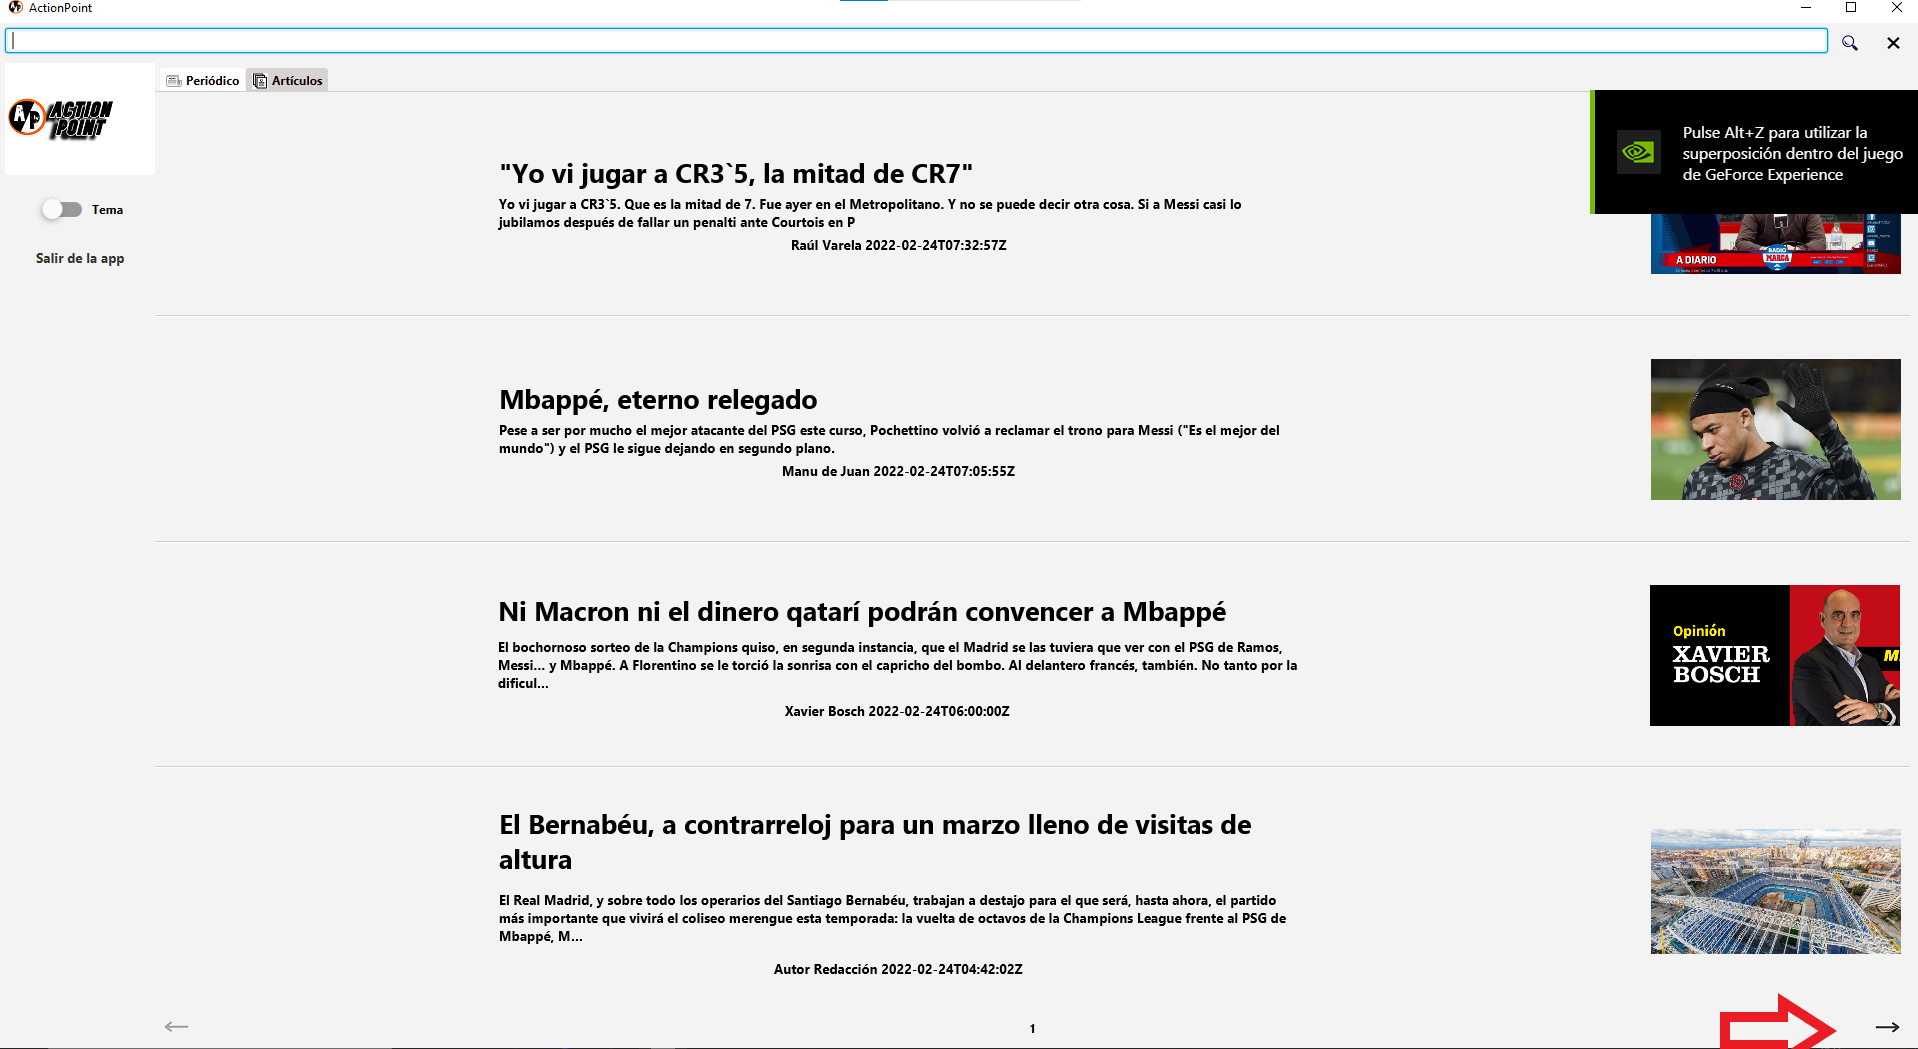 ActionPoint
ACTION
POINT
Periódico
Artículos
Tema
Salir de la app
Pulse Alt+Z para utilizar la
superposición dentro del juego
de GeForce Experience
"Yo vi jugar a CR3`5, la mitad de CR7"
Yo vi jugar a CR3`5. Que es la mitad de 7. Fue ayer en el Metropolitano. Y no se puede decir otra cosa. Si a Messi casi lo
jubilamos después de fallar un penalti ante Courtois en P
Raúl Varela 2022-02-24T07:32:57Z
A DIARIO
RADIO
MARCA
Mbappé, eterno relegado
Pese a ser por mucho el mejor atacante del PSG este curso, Pochettino volvió a reclamar el trono para Messi ("Es el mejor del
mundo") y el PSG le sigue dejando en segundo plano.
Manu de Juan 2022-02-24T07:05:55Z
Ni Macron ni el dinero qatarí podrán convencer a Mbappé
El bochornoso sorteo de la Champions quiso, en segunda instancia, que el Madrid se las tuviera que ver con el PSG de Ramos,
Messi... y Mbappé. A Florentino se le torció la sonrisa con el capricho del bombo. Al delantero francés, también. No tanto por la
dificul...
Xavier Bosch 2022-02-24T06:00:00Z
Opinión
XAVIER
BOSCH
El Bernabéu, a contrarreloj para un marzo lleno de visitas de
altura
El Real Madrid, y sobre todo los operarios del Santiago Bernabéu, trabajan a destajo para el que será, hasta ahora, el partido
más importante que vivirá el coliseo merengue esta temporada: la vuelta de octavos de la Champions League frente al PSG de
Mbappé, M...
Autor Redacción 2022-02-24T04:42:02Z
1